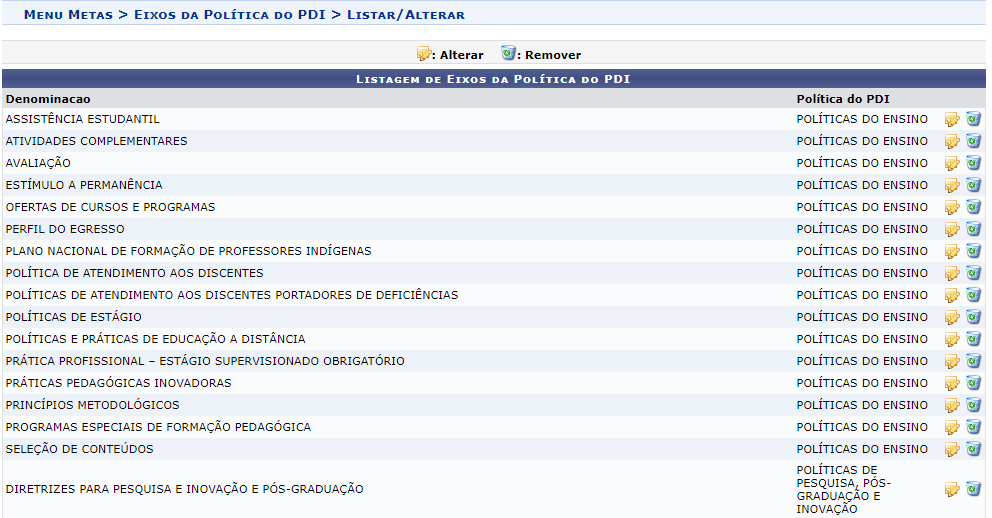 Menu Metas > Eixos da Política do PDI > Listar/Alterar
: Alterar : Remover
Listagem de Eixos da Política do PDI
Denominacao Política do PDI
ASSISTÊNCIA ESTUDANTIL POLÍTICAS DO ENSINO
ATIVIDADES COMPLEMENTARES POLÍTICAS DO ENSINO
AVALIAÇÃO POLÍTICAS DO ENSINO
ESTÍMULO A PERMANÊNCIA POLÍTICAS DO ENSINO
OFERTAS DE CURSOS E PROGRAMAS POLÍTICAS DO ENSINO
PERFIL DO EGRESSO POLÍTICAS DO ENSINO
PLANO NACIONAL DE FORMAÇÃO DE PROFESSORES INDÍGENAS POLÍTICAS DO ENSINO
POLÍTICA DE ATENDIMENTO AOS DISCENTES POLÍTICAS DO ENSINO
POLÍTICAS DE ATENDIMENTO AOS DISCENTES PORTADORES DE DEFICIÊNCIAS POLÍTICAS DO ENSINO
POLÍTICAS DE ESTÁGIO POLÍTICAS DO ENSINO
POLÍTICAS E PRÁTICAS DE EDUCAÇÃO A DISTÂNCIA POLÍTICAS DO ENSINO
PRÁTICA PROFISSIONAL – ESTÁGIO SUPERVISIONADO OBRIGATÓRIO POLÍTICAS DO ENSINO
PRÁTICAS PEDAGÓGICAS INOVADORAS POLÍTICAS DO ENSINO
PRINCÍPIOS METODOLÓGICOS POLÍTICAS DO ENSINO
PROGRAMAS ESPECIAIS DE FORMAÇÃO PEDAGÓGICA POLÍTICAS DO ENSINO
SELEÇÃO DE CONTEÚDOS POLÍTICAS DO ENSINO
DIRETRIZES PARA PESQUISA E INOVAÇÃO E PÓS-GRADUAÇÃO
POLÍTICAS DE
PESQUISA, PÓS-
GRADUAÇÃO E
INOVAÇÃO